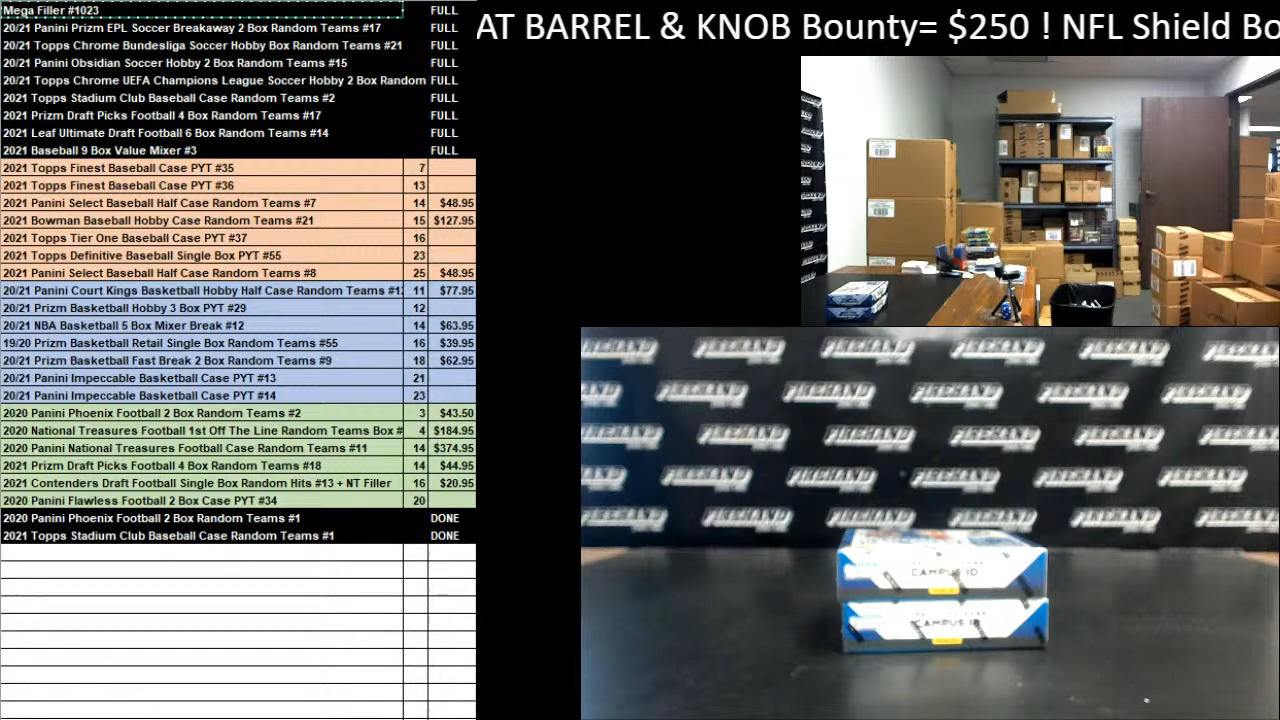 Mega Filler #1023 FULL
20/21 Panini Prizm EPL Soccer Breakaway 2 Box Random Teams #17 FULL
20/21 Topps Chrome Bundesliga Soccer Hobby Box Random Teams #21 FULL
20/21 Panini Obsidian Soccer Hobby 2 Box Random Teams #15 FULL
20/21 Topps Chrome UEFA Champions League Soccer Hobby 2 Box Random FULL
2021 Topps Stadium Club Baseball Case Random Teams #2 FULL
2021 Prizm Draft Picks Football 4 Box Random Teams #17 FULL
2021 Leaf Ultimate Draft Football 6 Box Random Teams #14 FULL
2021 Baseball 9 Box Value Mixer #3 FULL
2021 Topps Finest Baseball Case PYT #35 7
2021 Topps Finest Baseball Case PYT #36 13
2021 Panini Select Baseball Half Case Random Teams #7 14 $48.95
2021 Bowman Baseball Hobby Case Random Teams #21 15 $127.95
2021 Topps Tier One Baseball Case PYT #37 16
2021 Topps Definitive Baseball Single Box PYT #55 23
2021 Panini Select Baseball Half Case Random Teams #8 25 $48.95
20/21 Panini Court Kings Basketball Hobby Half Case Random Teams #1 11 $77.95
20/21 Prizm Basketball Hobby 3 Box PYT #29 12
20/21 NBA Basketball 5 Box Mixer Break #12 14 $63.95
19/20 Prizm Basketball Retail Single Box Random Teams #55 16 $39.95
20/21 Prizm Basketball Fast Break 2 Box Random Teams #9 18 $62.95
20/21 Panini Impeccable Basketball Case PYT #13 21
20/21 Panini Impeccable Basketball Case PYT #14 23
2020 Panini Phoenix Football 2 Box Random Teams #2 3 $43.50
2020 National Treasures Football 1st Off The Line Random Teams Box # 4 $184.95
2020 Panini National Treasures Football Case Random Teams #11 14 $374.95
2021 Prizm Draft Picks Football 4 Box Random Teams #18 14 $44.95
2021 Contenders Draft Football Single Box Random Hits #13 + NT Filler 16 $20.95
2020 Panini Flawless Football 2 Box Case PYT #34 20
2020 Panini Phoenix Football 2 Box Random Teams #1 DONE
2021 Topps Stadium Club Baseball Case Random Teams #1 DONE
AT BARREL & KNOB Bounty= $250 ! NFL Shield Bo
CAMPUS ID
CAMPUS ID